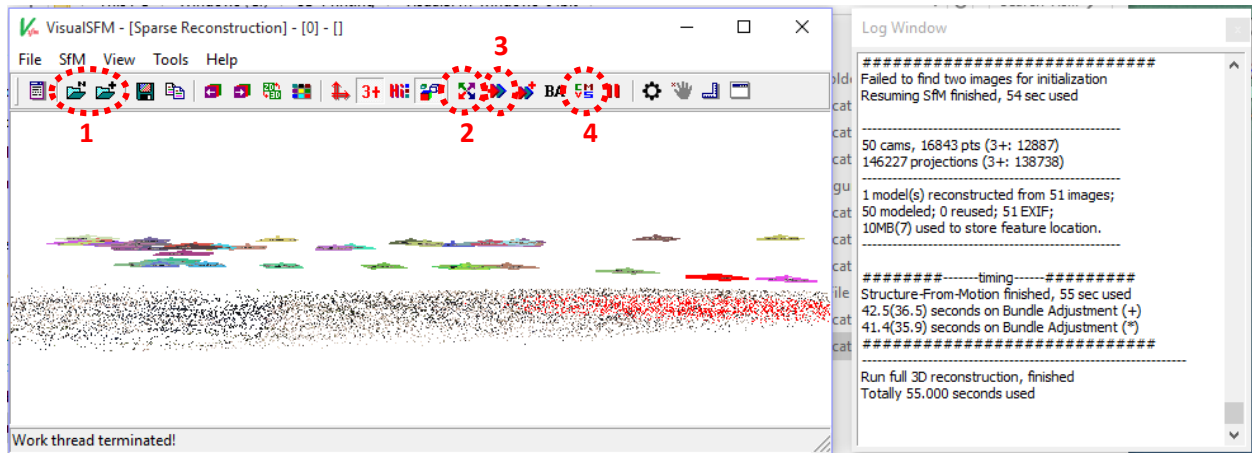 VisualSFM - [Sparse Reconstruction] - [0] - []
File SfM View Tools Help
3
3+ BA
1 2 4
Work thread terminated!
Log Window
#############################
Failed to find two images for initialization
Resuming SfM finished, 54 sec used
----------------------------------------------------------------
50 cams, 16843 pts (3+: 12887)
146227 projections (3+: 138738)
----------------------------------------------------------------
1 model(s) reconstructed from 51 images;
50 modeled; 0 reused; 51 EXIF;
10MB(7) used to store feature location.
----------------------------------------------------------------
########-------timing------#########
Structure-From-Motion finished, 55 sec used
42.5(36.5) seconds on Bundle Adjustment (+)
41.4(35.9) seconds on Bundle Adjustment (*)
#############################
----------------------------------------------------------------
Run full 3D reconstruction, finished
Totally 55.000 seconds used